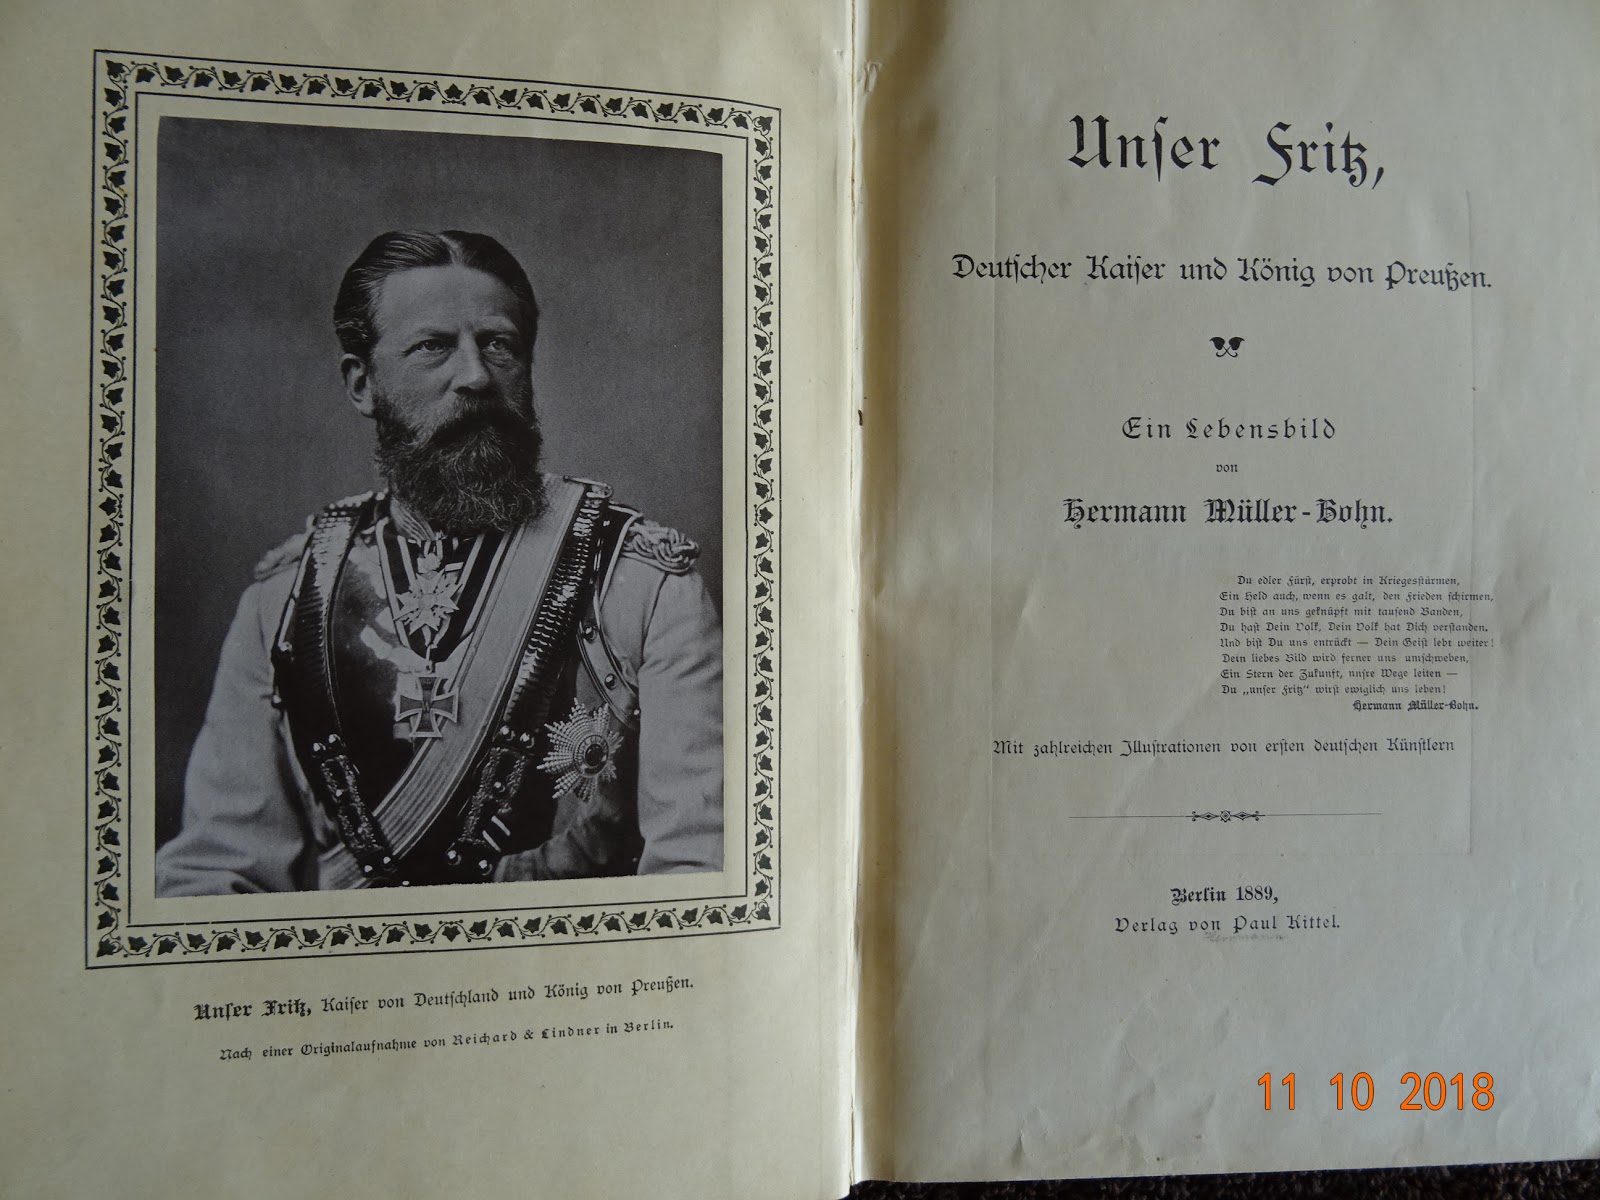 Unſer Fritz, Kaiſer von Deutſchland und König von Preußen.
Nach einer Originalaufnahme von Reichard & Lindner in Berlin.
Unſer Fritz,
Deutſcher Kaiſer und König von Preußen.
Ein Lebensbild
von
Hermann Müller-Bohn.
Du edler Fürſt, erprobt in Kriegesſtürmen,
Ein Held auch, wenn es galt, den Frieden ſchirmen,
Du biſt an uns geknüpft mit tauſend Banden,
Du haſt Dein Volk, Dein Volk hat Dich verſtanden.
Und biſt Du uns entrückt — Dein Geiſt lebt weiter!
Dein liebes Bild wird ferner uns umſchweben,
Ein Stern der Zukunft, unſre Wege leiten —
Du „unſer Fritz“ wirſt ewiglich uns leben!
Hermann Müller-Bohn.
Mit zahlreichen Illuſtrationen von erſten deutſchen Künſtlern
Berlin 1889,
Verlag von Paul Kittel.
11 10 2018